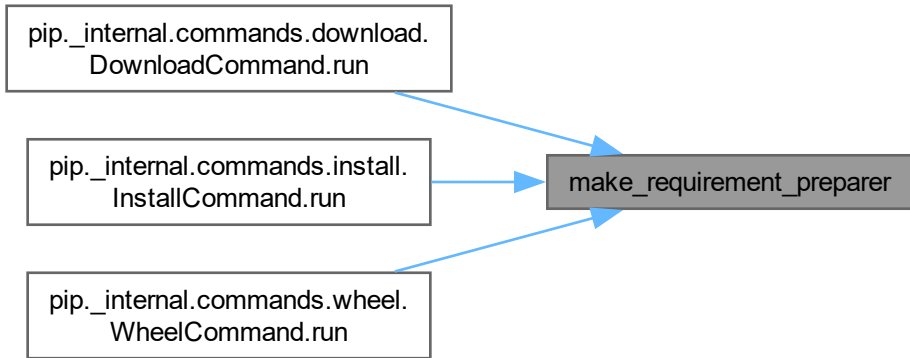 pip._internal.commands.download.
DownloadCommand.run
pip._internal.commands.install.
InstallCommand.run
make_requirement_preparer
pip._internal.commands.wheel.
WheelCommand.run